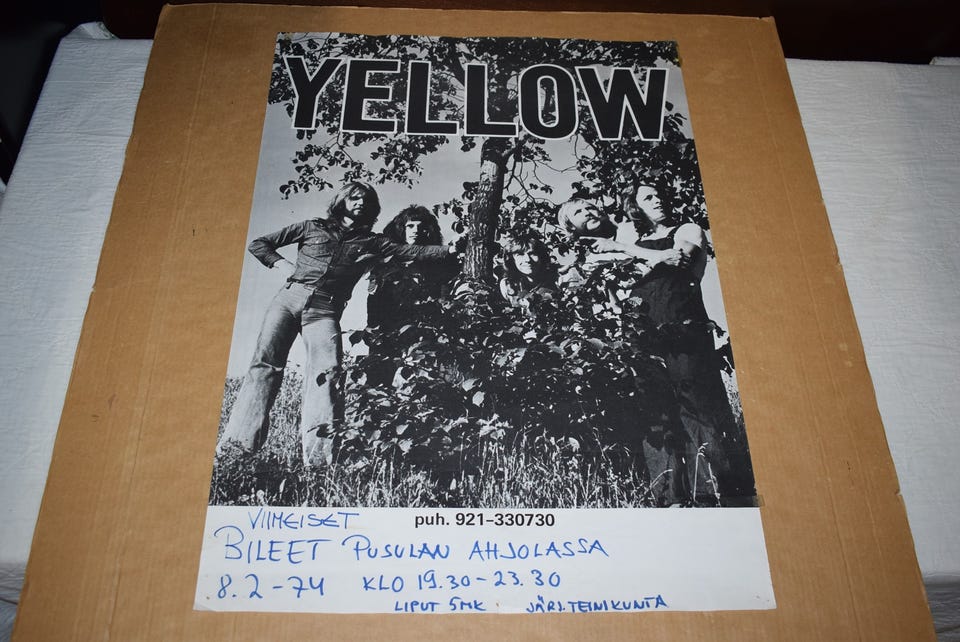 YELLOW
VIIMEISET puh. 921-330730
BILEET PUSULAN AHJOLASSA
8.2-74 KLO 19.30-23.30
LIPUT 5MK JÄRJ. TEINIKUNTA